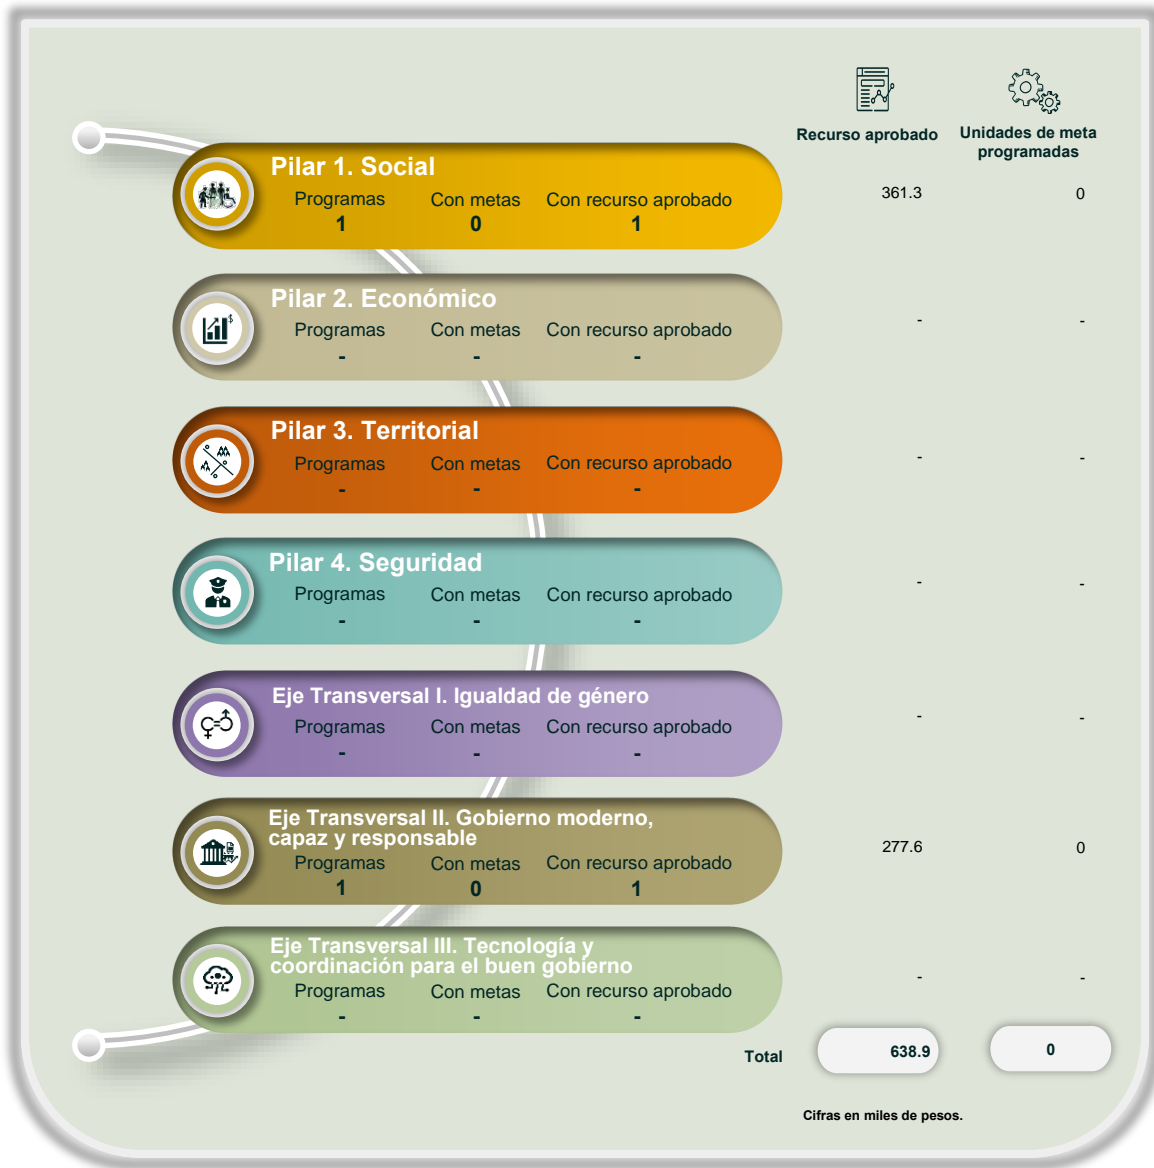 Recurso aprobado
Unidades de meta
programadas
Pilar 1. Social
Programas Con metas Con recurso aprobado
1 0 1
361.3 0
Pilar 2. Económico
Programas Con metas Con recurso aprobado
- - -
- -
Pilar 3. Territorial
Programas Con metas Con recurso aprobado
- - -
- -
Pilar 4. Seguridad
Programas Con metas Con recurso aprobado
- - -
- -
Eje Transversal I. Igualdad de género
Programas Con metas Con recurso aprobado
- - -
- -
Eje Transversal II. Gobierno moderno,
capaz y responsable
Programas Con metas Con recurso aprobado
1 0 1
277.6 0
Eje Transversal III. Tecnología y
coordinación para el buen gobierno
Programas Con metas Con recurso aprobado
- - -
- -
Total 638.9 0
Cifras en miles de pesos.